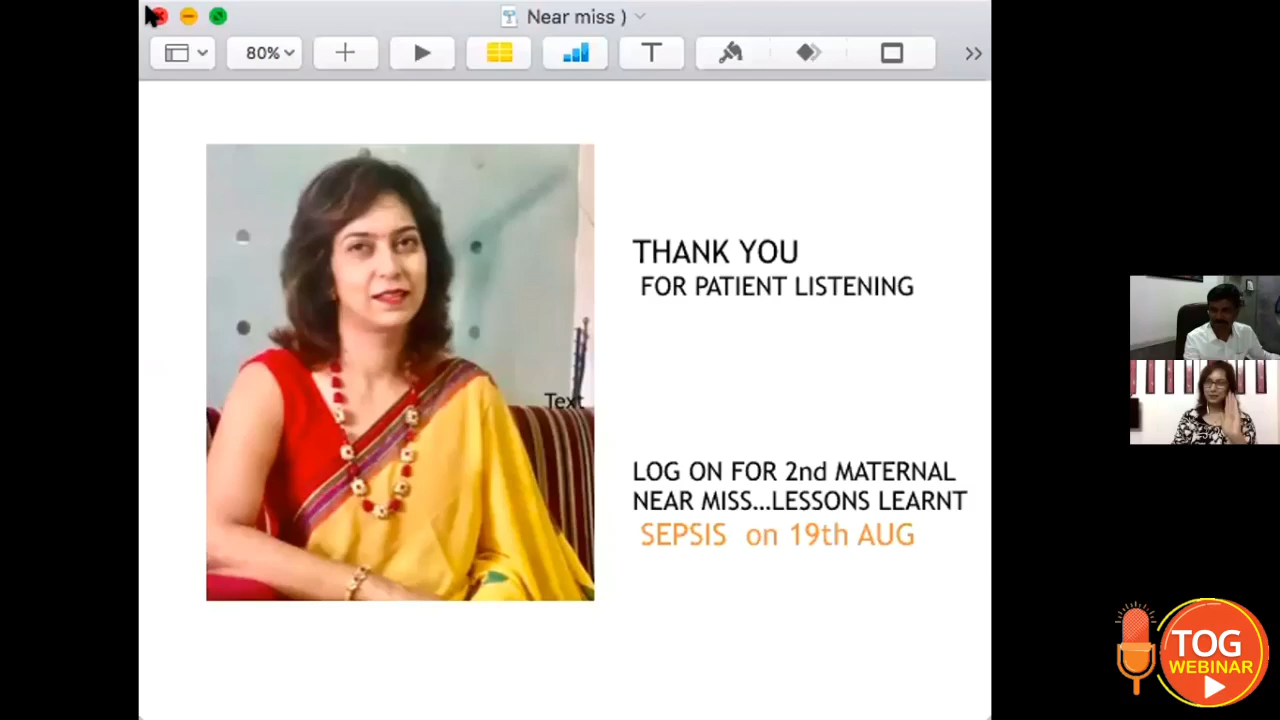 Near miss )
80%
THANK YOU
FOR PATIENT LISTENING
Text
LOG ON FOR 2nd MATERNAL
NEAR MISS...LESSONS LEARNT
SEPSIS on 19th AUG
TOG
WEBINAR